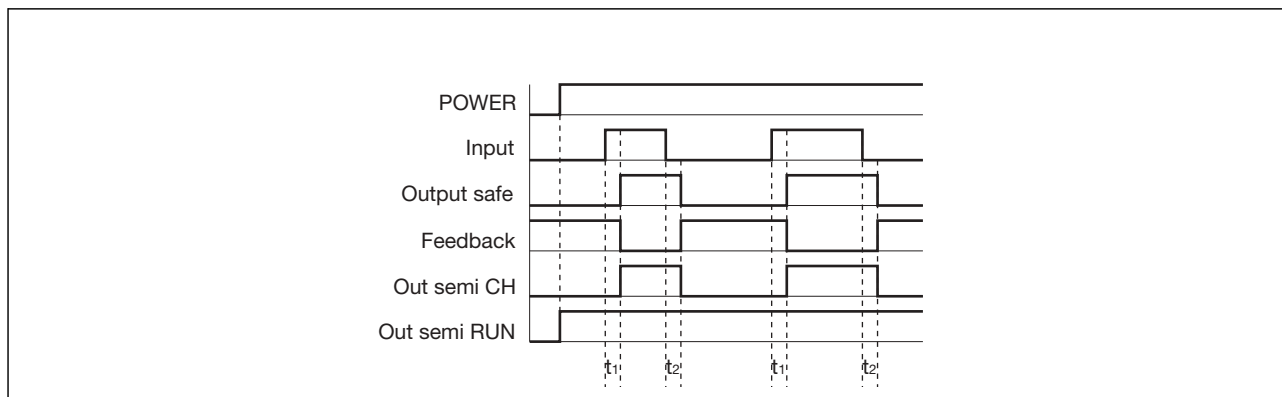 POWER
Input
Output safe
Feedback
Out semi CH
Out semi RUN
t1 t2 t1 t2